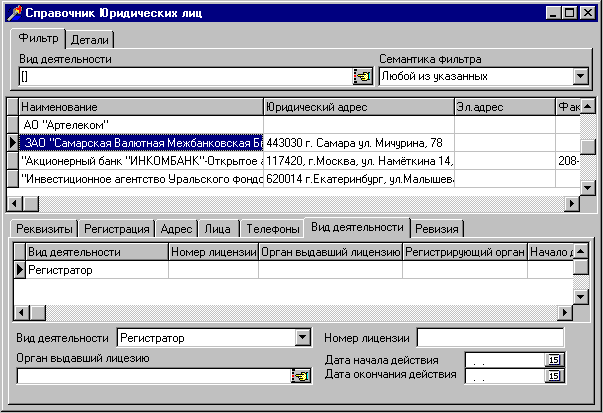 Справочник Юридических лиц
Фильтр Детали
Вид деятельности Семантика фильтра
[] Любой из указанных
Наименование Юридический адрес Эл.адрес Фак
АО "Артелеком"
ЗАО "Самарская Валютная Межбанковская Б 443030 г. Самара ул. Мичурина, 78
"Акционерный банк "ИНКОМБАНК"-Открытое а 117420, г.Москва, ул. Намёткина 14, 208-
"Инвестиционное агентство Уральского фондо 620014 г.Екатеринбург, ул.Малышева
Реквизиты Регистрация Адрес Лица Телефоны Вид деятельности Ревизия
Вид деятельности Номер лицензии Орган выдавший лицензию Регистрирующий орган Начало д
Регистратор
Вид деятельности Регистратор Номер лицензии
Орган выдавший лицезию Дата начала действия . . 15
Дата окончания действия . . 15